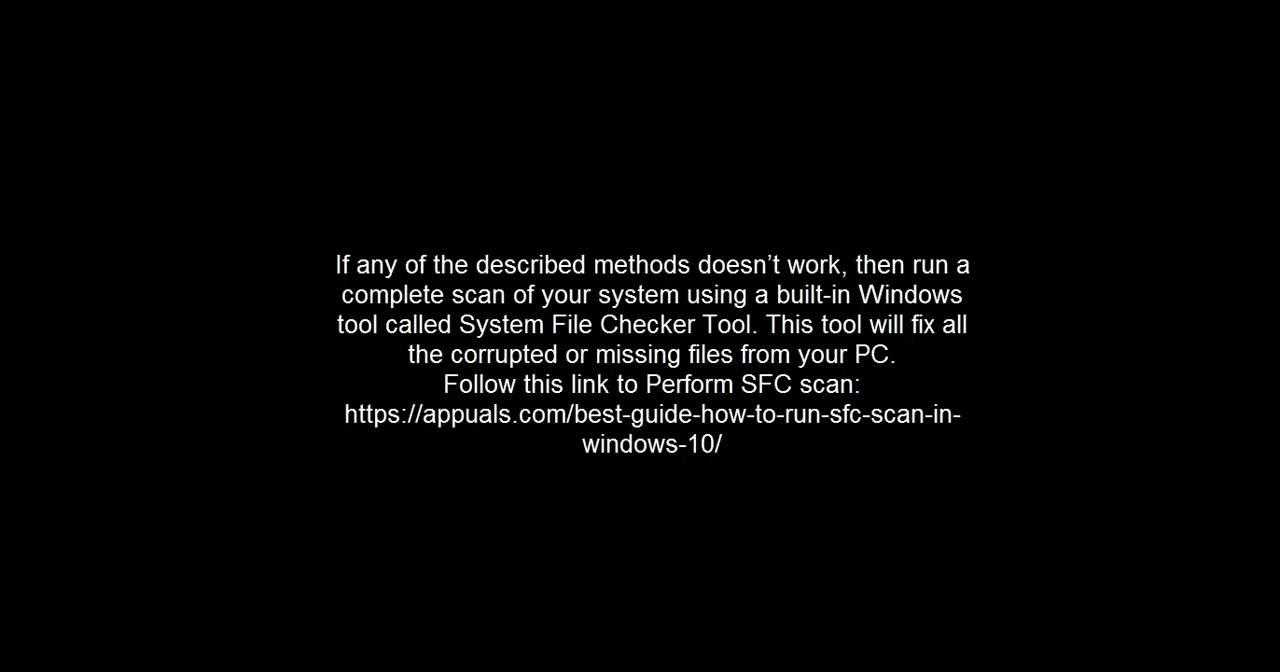 If any of the described methods doesn’t work, then run a
complete scan of your system using a built-in Windows
tool called System File Checker Tool. This tool will fix all
the corrupted or missing files from your PC.
Follow this link to Perform SFC scan:
https://appuals.com/best-guide-how-to-run-sfc-scan-in-
windows-10/